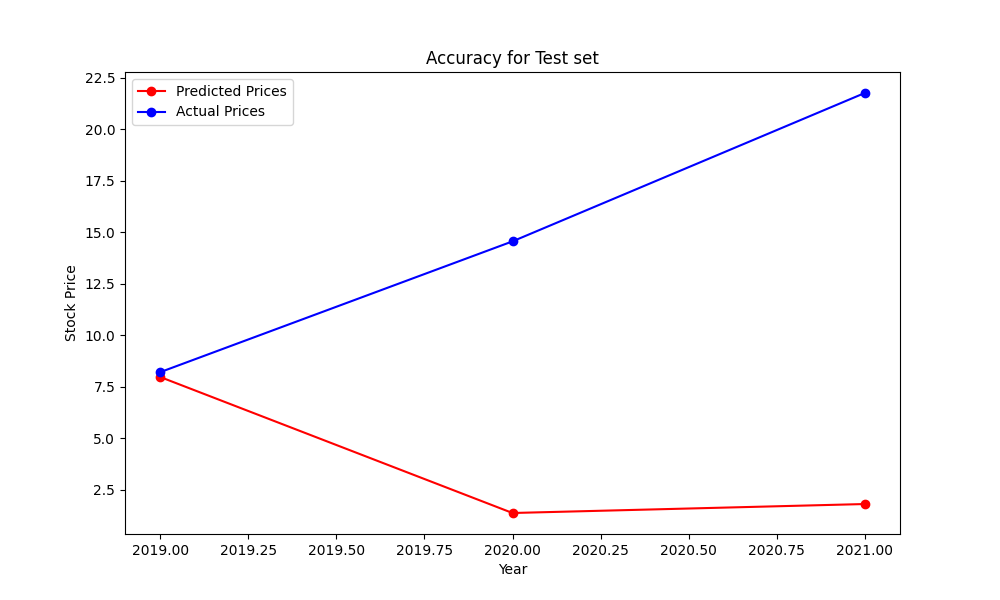 Accuracy for Test set
Predicted Prices
Actual Prices
22.5
20.0
17.5
15.0
12.5
10.0
7.5
5.0
2.5
Stock Price
2019.00 2019.25 2019.50 2019.75 2020.00 2020.25 2020.50 2020.75 2021.00
Year